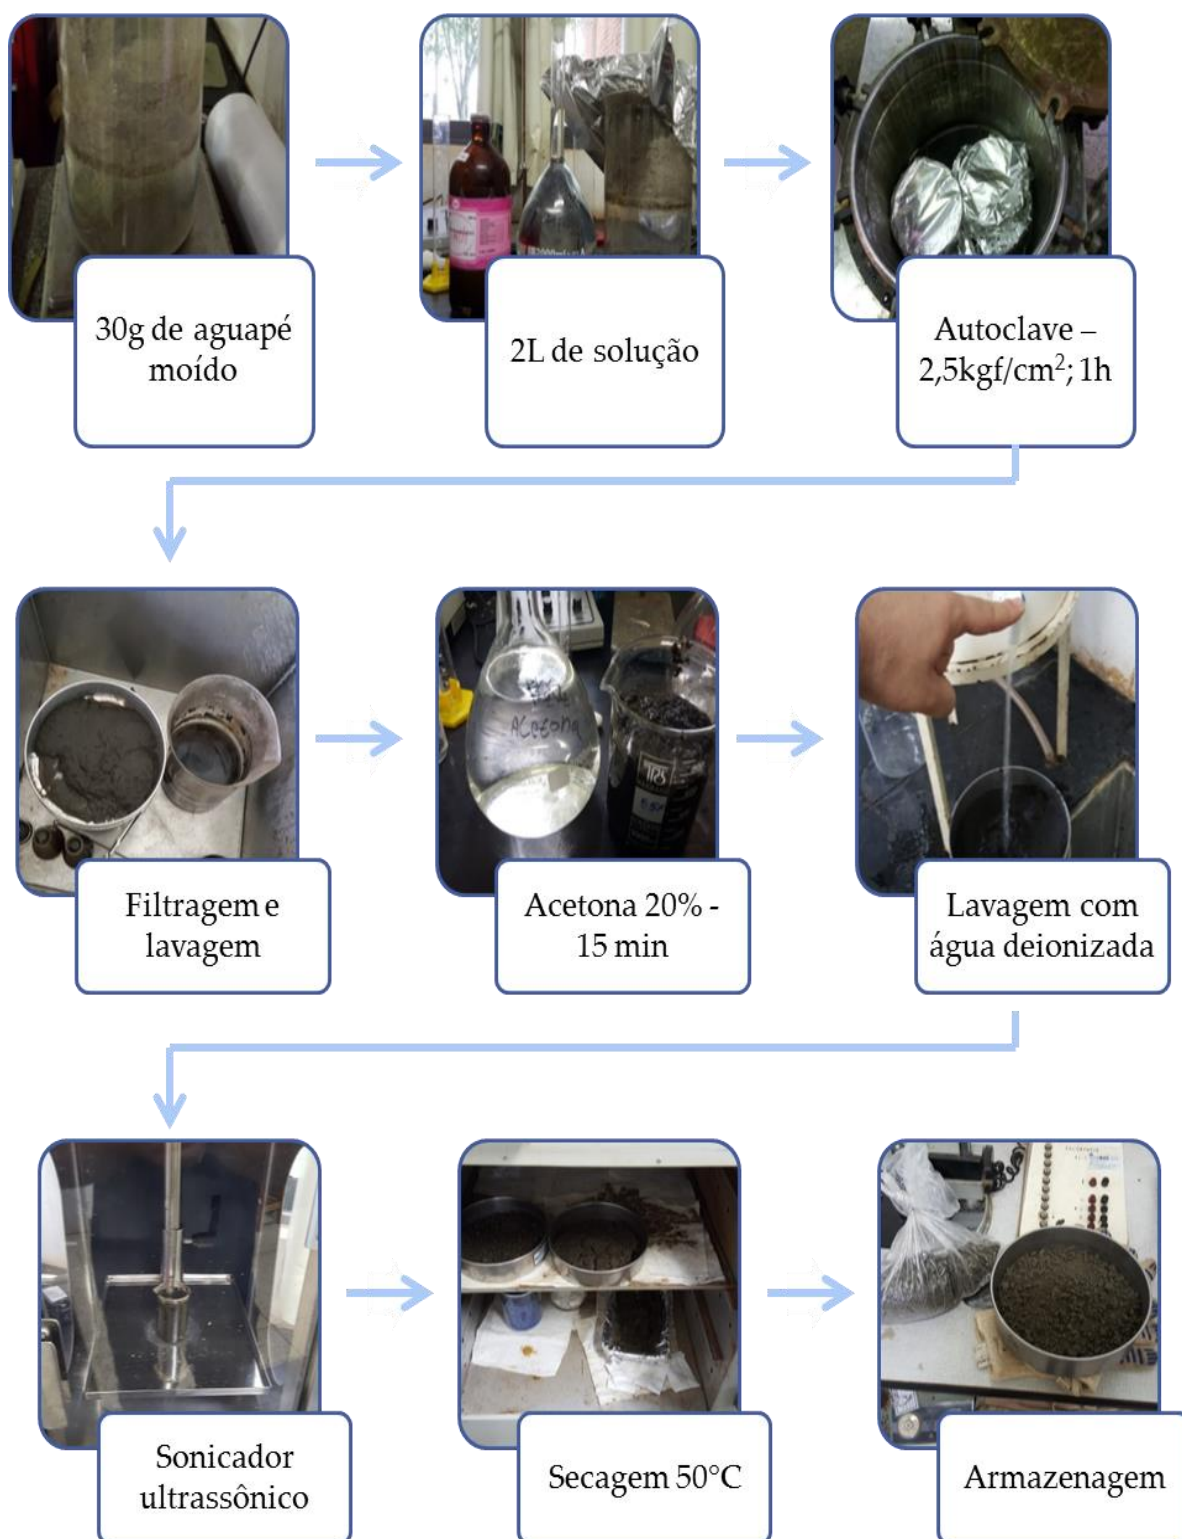 30g de aguapé
moído
2L de solução
Autoclave –
2,5kgf/cm²; 1h
Filtragem e
lavagem
Acetona 20% -
15 min
Lavagem com
água deionizada
Acetona
Sonicador
ultrassônico
Secagem 50°C
Armazenagem